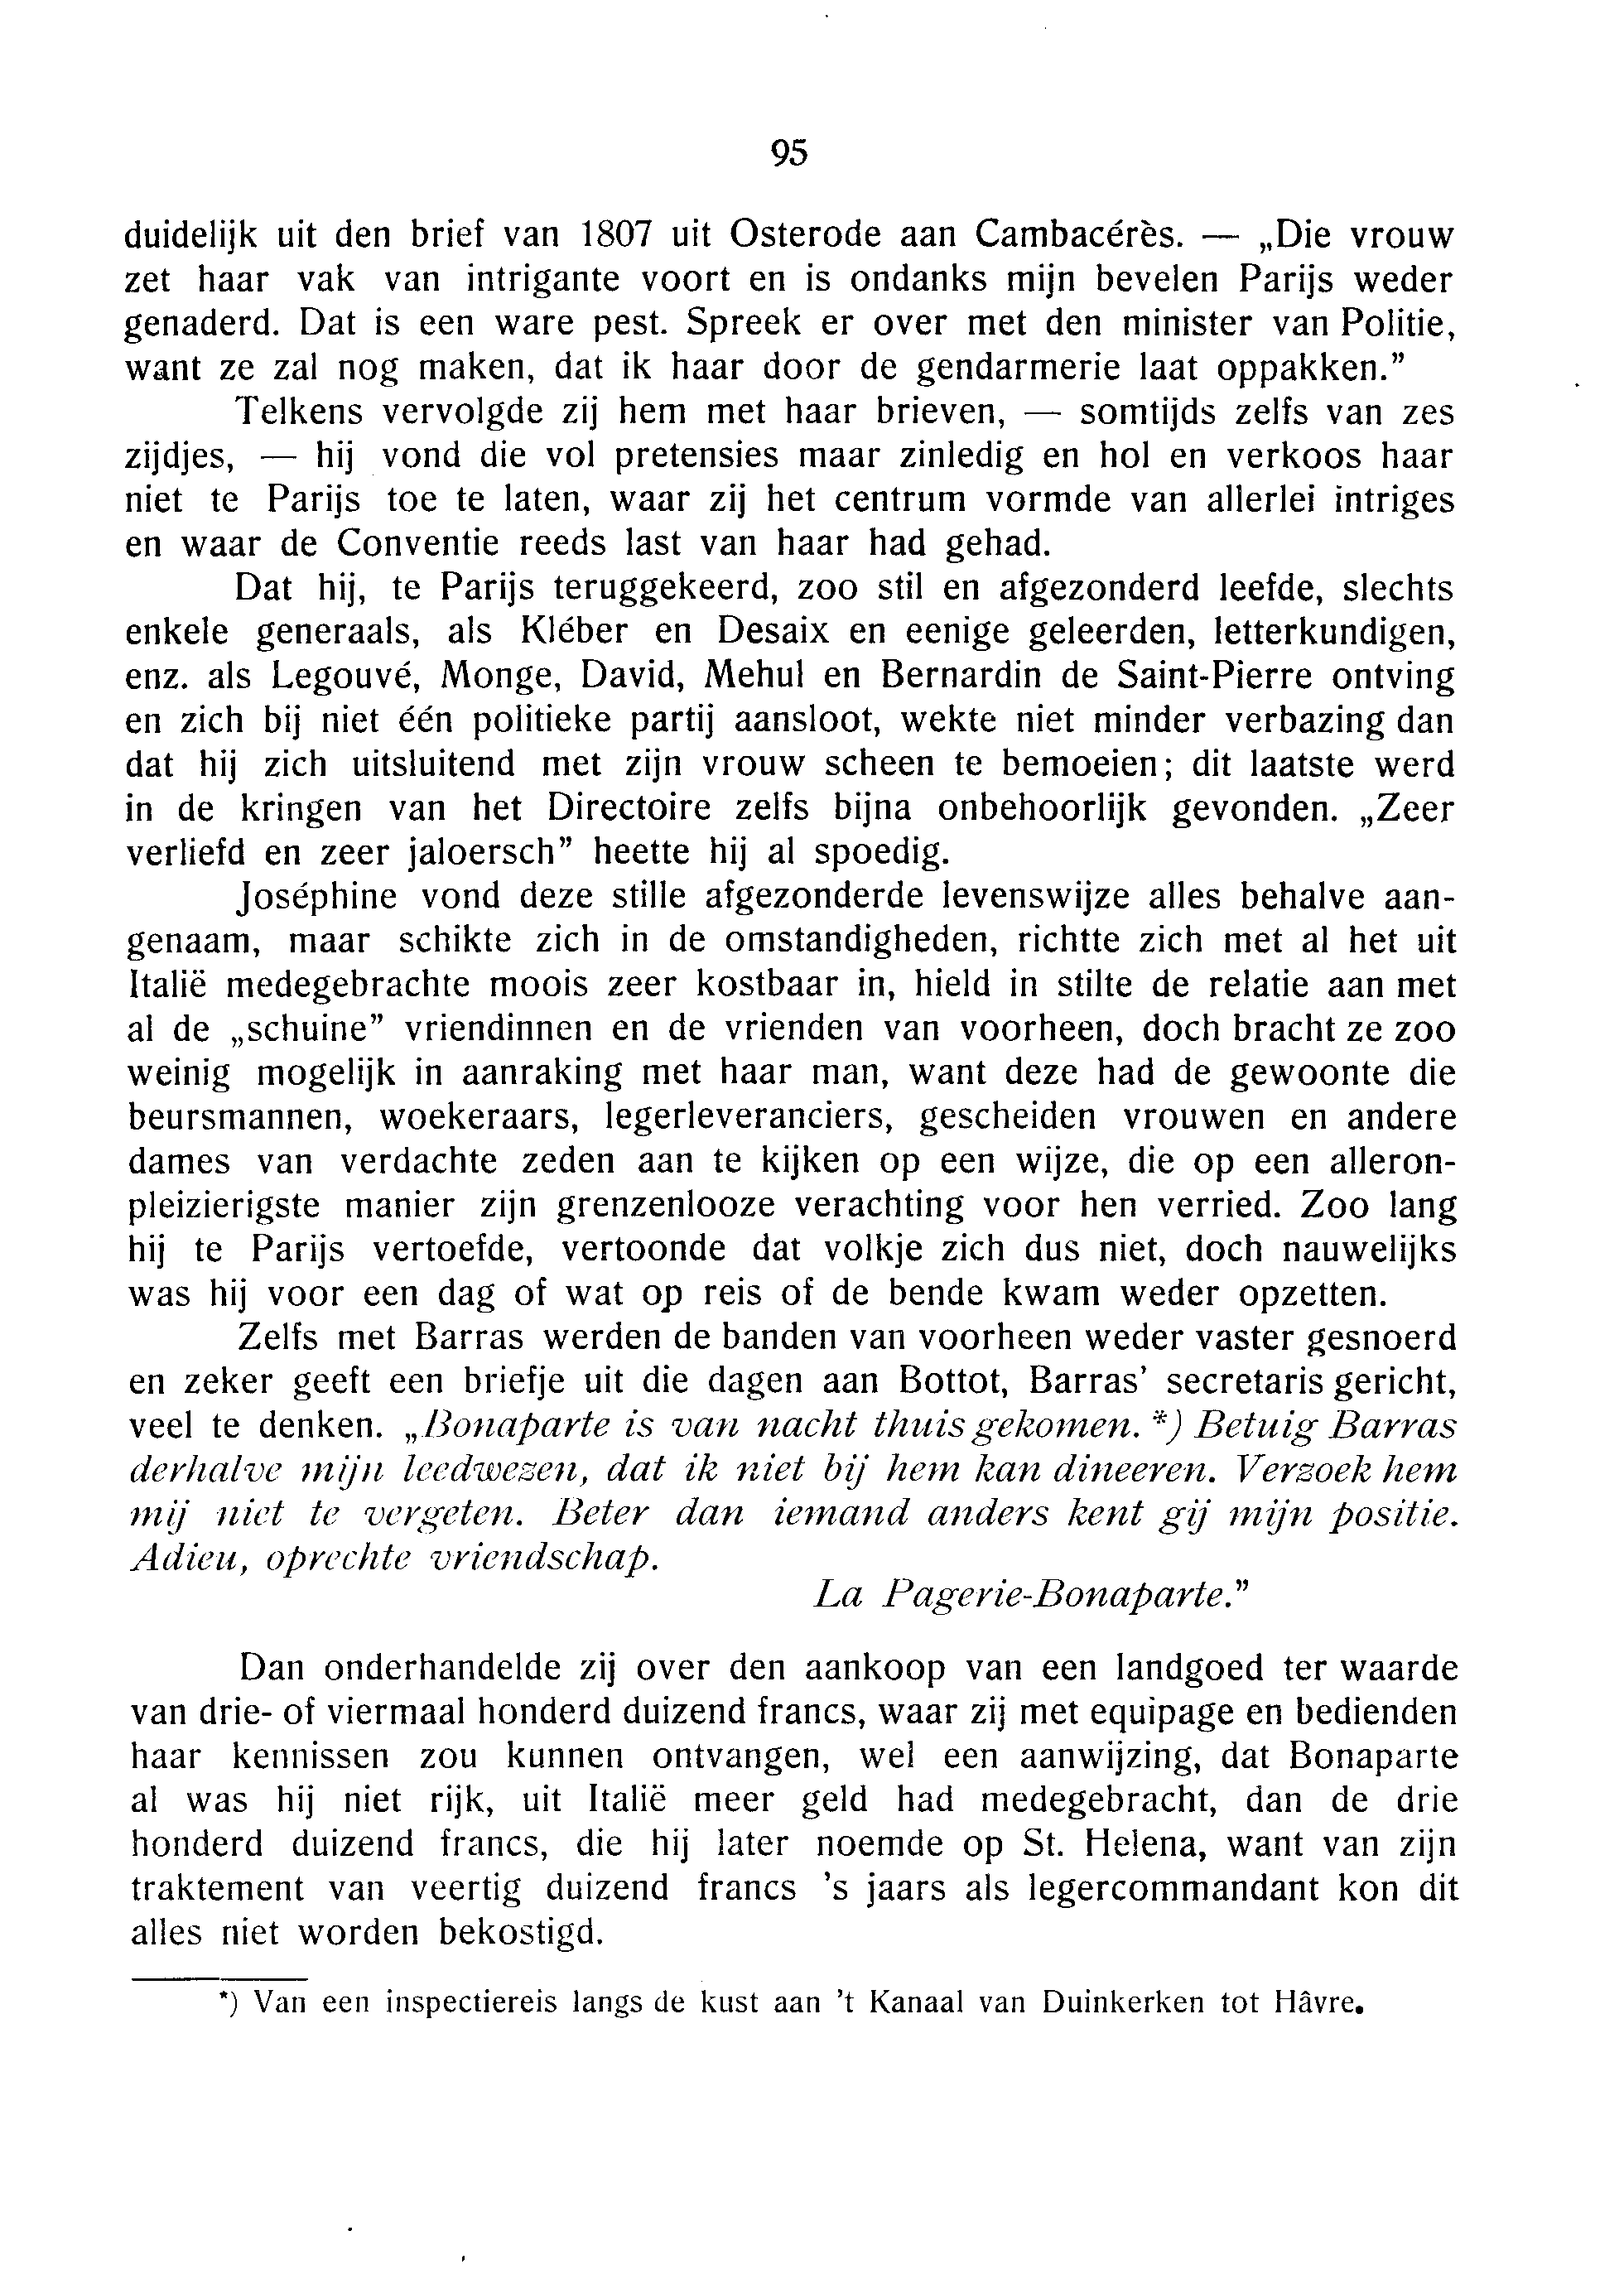 95
duidelijk uit den brief van 1807 uit Osterode aan Cambacérès. — „Die vrouw
zet haar vak van intrigante voort en is ondanks mijn bevelen Parijs weder
genaderd. Dat is een ware pest. Spreek er over met den minister van Politie,
want ze zal nog maken, dat ik haar door de gendarmerie laat oppakken.”
Telkens vervolgde zij hem met haar brieven, — somtijds zelfs van zes
zijdjes, — hij vond die vol pretensies maar zinledig en hol en verkoos haar
niet te Parijs toe te laten, waar zij het centrum vormde van allerlei intriges
en waar de Conventie reeds last van haar had gehad.
Dat hij, te Parijs teruggekeerd, zoo stil en afgezonderd leefde, slechts
enkele generaals, als Kléber en Desaix en eenige geleerden, letterkundigen,
enz. als Legouvé, Monge, David, Mehul en Bernardin de Saint-Pierre ontving
en zich bij niet één politieke partij aansloot, wekte niet minder verbazing dan
dat hij zich uitsluitend met zijn vrouw scheen te bemoeien; dit laatste werd
in de kringen van het Directoire zelfs bijna onbehoorlijk gevonden. „Zeer
verliefd en zeer jaloersch” heette hij al spoedig.
Joséphine vond deze stille afgezonderde levenswijze alles behalve aan-
genaam, maar schikte zich in de omstandigheden, richtte zich met al het uit
Italië medegebrachte moois zeer kostbaar in, hield in stilte de relatie aan met
al de „schuine” vriendinnen en de vrienden van voorheen, doch bracht ze zoo
weinig mogelijk in aanraking met haar man, want deze had de gewoonte die
beursmannen, woekeraars, legerleveranciers, gescheiden vrouwen en andere
dames van verdachte zeden aan te kijken op een wijze, die op een alleron-
pleizierigste manier zijn grenzenlooze verachting voor hen verried. Zoo lang
hij te Parijs vertoefde, vertoonde dat volkje zich dus niet, doch nauwelijks
was hij voor een dag of wat op reis of de bende kwam weder opzetten.
Zelfs met Barras werden de banden van voorheen weder vaster gesnoerd
en zeker geeft een briefje uit die dagen aan Bottot, Barras’ secretaris gericht,
veel te denken. „Bonaparte is van nacht thuis gekomen. *) Betuig Barras
derhalve mijn leedwezen, dat ik niet bij hem kan dineeren. Verzoek hem
mij niet te vergeten. Beter dan iemand anders kent gij mijn positie.
Adieu, oprechte vriendschap.
La Pagerie-Bonaparte.”
Dan onderhandelde zij over den aankoop van een landgoed ter waarde
van drie- of viermaal honderd duizend francs, waar zij met equipage en bedienden
haar kennissen zou kunnen ontvangen, wel een aanwijzing, dat Bonaparte
al was hij niet rijk, uit Italië meer geld had medegebracht, dan de drie
honderd duizend francs, die hij later noemde op St. Helena, want van zijn
traktement van veertig duizend francs ’s jaars als legercommandant kon dit
alles niet worden bekostigd.
*) Van een inspectiereis langs de kust aan ’t Kanaal van Duinkerken tot Hâvre.